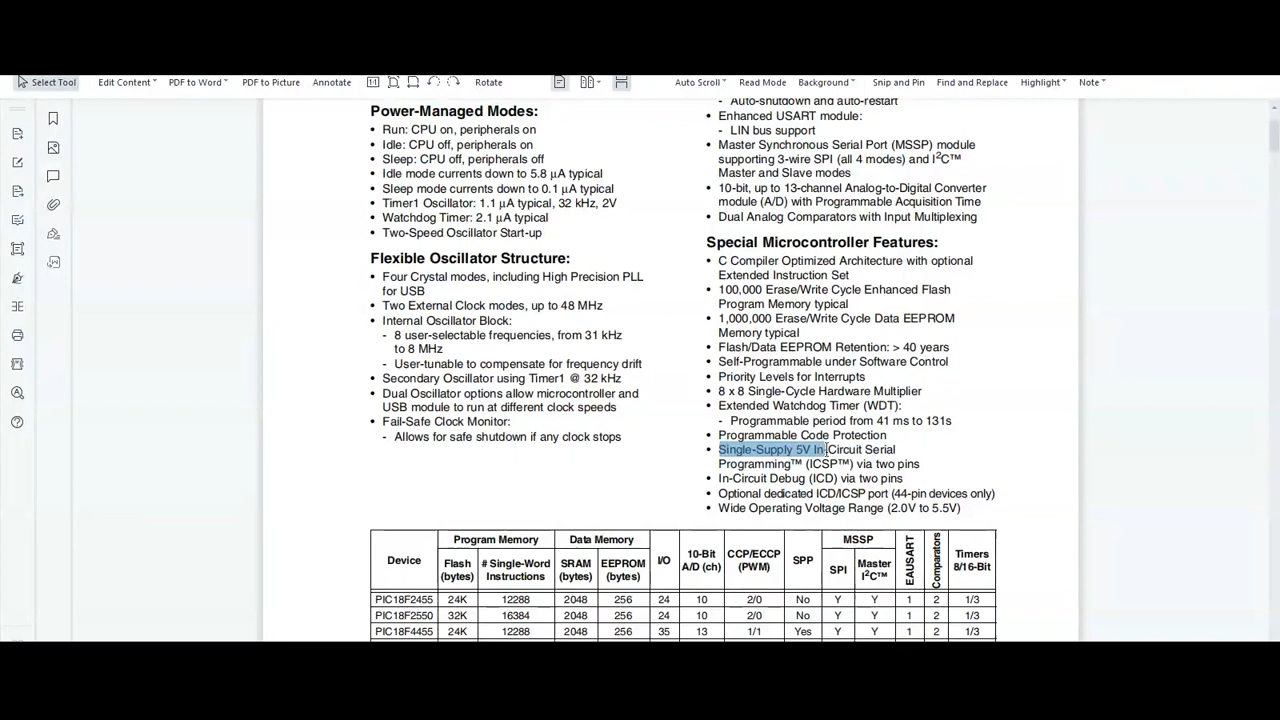 Select Tool Edit Content PDF to Word PDF to Picture Annotate Rotate Auto Scroll Read Mode Background Snip and Pin Find and Replace Highlight Note
Power-Managed Modes:
• Run: CPU on, peripherals on
• Idle: CPU off, peripherals on
• Sleep: CPU off, peripherals off
• Idle mode currents down to 5.8 μA typical
• Sleep mode currents down to 0.1 μA typical
• Timer1 Oscillator: 1.1 μA typical, 32 kHz, 2V
• Watchdog Timer: 2.1 μA typical
• Two-Speed Oscillator Start-up
Flexible Oscillator Structure:
• Four Crystal modes, including High Precision PLL
for USB
• Two External Clock modes, up to 48 MHz
• Internal Oscillator Block:
- 8 user-selectable frequencies, from 31 kHz
to 8 MHz
- User-tunable to compensate for frequency drift
• Secondary Oscillator using Timer1 @ 32 kHz
• Dual Oscillator options allow microcontroller and
USB module to run at different clock speeds
• Fail-Safe Clock Monitor:
- Allows for safe shutdown if any clock stops
- Auto-shutdown and auto-restart
• Enhanced USART module:
- LIN bus support
• Master Synchronous Serial Port (MSSP) module
supporting 3-wire SPI (all 4 modes) and I²C™
Master and Slave modes
• 10-bit, up to 13-channel Analog-to-Digital Converter
module (A/D) with Programmable Acquisition Time
• Dual Analog Comparators with Input Multiplexing
Special Microcontroller Features:
• C Compiler Optimized Architecture with optional
Extended Instruction Set
• 100,000 Erase/Write Cycle Enhanced Flash
Program Memory typical
• 1,000,000 Erase/Write Cycle Data EEPROM
Memory typical
• Flash/Data EEPROM Retention: > 40 years
• Self-Programmable under Software Control
• Priority Levels for Interrupts
• 8 x 8 Single-Cycle Hardware Multiplier
• Extended Watchdog Timer (WDT):
- Programmable period from 41 ms to 131s
• Programmable Code Protection
• Single-Supply 5V In-Circuit Serial
Programming™ (ICSP™) via two pins
• In-Circuit Debug (ICD) via two pins
• Optional dedicated ICD/ICSP port (44-pin devices only)
• Wide Operating Voltage Range (2.0V to 5.5V)
Device Program Memory Data Memory I/O 10-Bit A/D (ch) CCP/ECCP (PWM) SPP MSSP EAUSART Comparators Timers 8/16-Bit
Flash (bytes) # Single-Word Instructions SRAM (bytes) EEPROM (bytes) SPI Master I²C™
PIC18F2455 24K 12288 2048 256 24 10 2/0 No Y Y 1 2 1/3
PIC18F2550 32K 16384 2048 256 24 10 2/0 No Y Y 1 2 1/3
PIC18F4455 24K 12288 2048 256 35 13 1/1 Yes Y Y 1 2 1/3